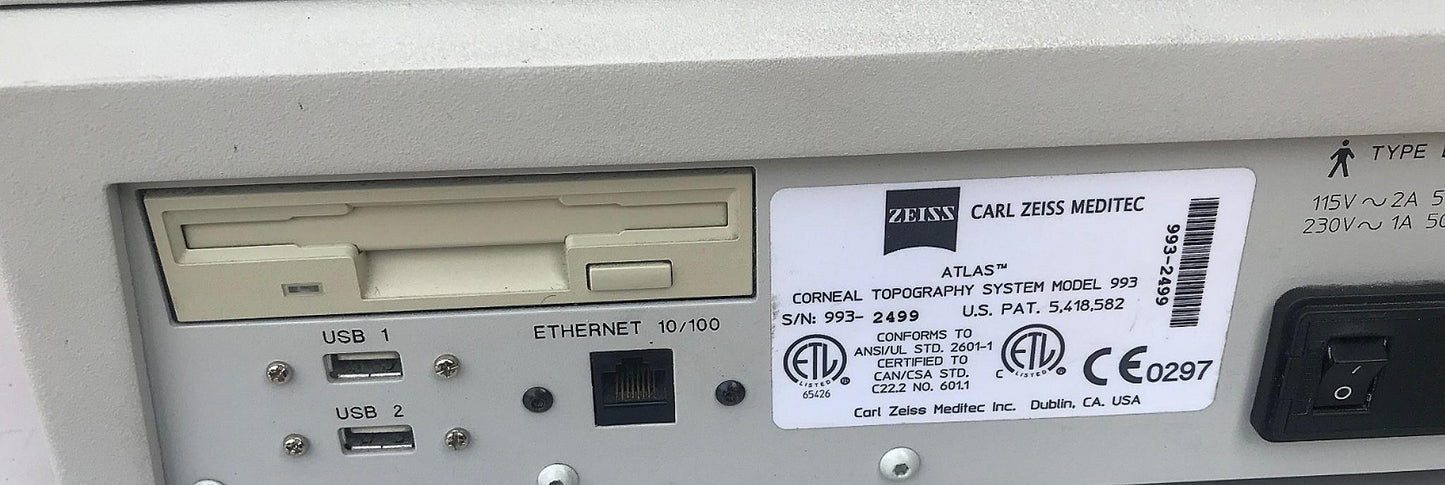 USB 1
USB 2
ETHERNET 10/100
ZEISS
CARL ZEISS MEDITEC
ATLAS™
CORNEAL TOPOGRAPHY SYSTEM MODEL 993
S/N: 993- 2499
U.S. PAT. 5,418,582
CONFORMS TO
ANSI/UL STD. 2601-1
CERTIFIED TO
CAN/CSA STD.
C22.2 NO. 601.1
ETL
LISTED
65426
C
ETL
LISTED
CE0297
Carl Zeiss Meditec Inc. Dublin, CA. USA
993-2499
TYPE
115V~2A
230V~1A